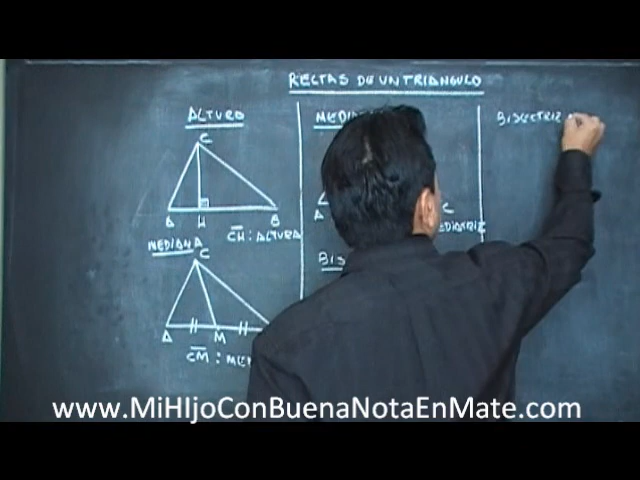 RECTAS DE UN TRIANGULO
ALTURA
C
A H B
CH : ALTURA
MEDIANA
C
A M
CM :
A C
MEDIATRIZ
BISECTRIZ
www.MiHIjoConBuenaNotaEnMate.com